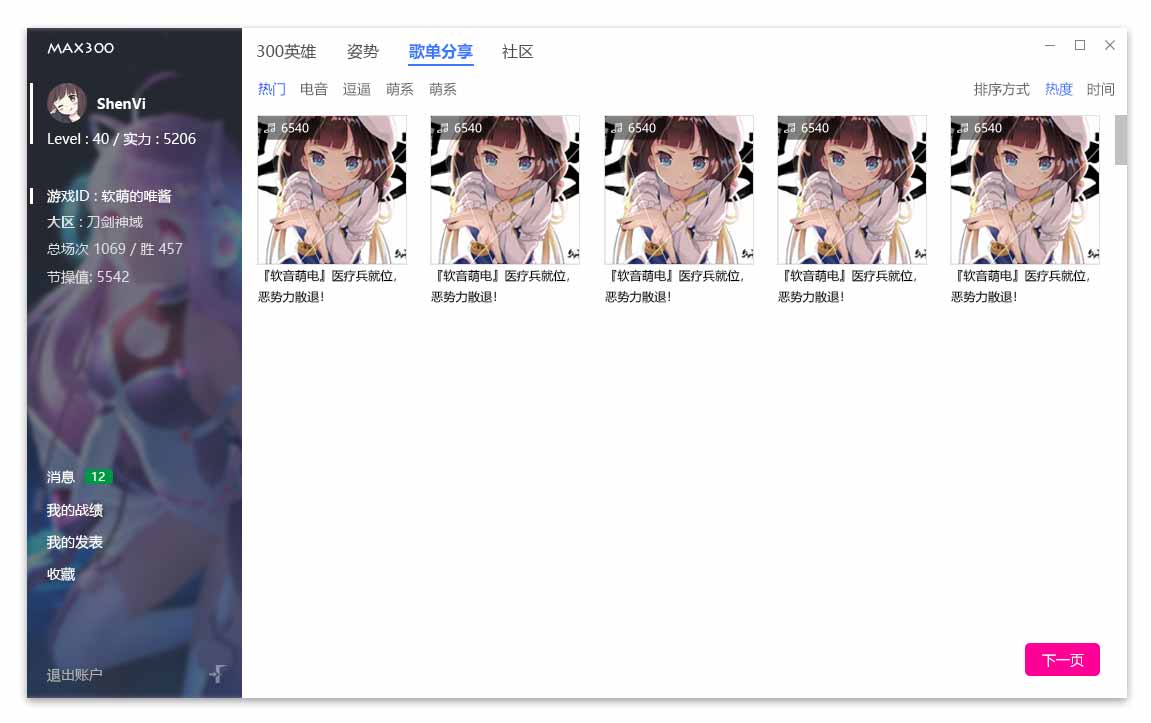 MAX300
ShenVi
Level : 40 / 实力 : 5206
游戏ID : 软萌的唯酱
大区 : 刀剑神域
总场次 1069 / 胜 457
节操值: 5542
消息 12
我的战绩
我的发表
收藏
退出账户
300英雄 姿势 歌单分享 社区
热门 电音 逗逼 萌系 萌系 排序方式 热度 时间
6540 6540 6540 6540 6540
『软音萌电』医疗兵就位, 『软音萌电』医疗兵就位, 『软音萌电』医疗兵就位, 『软音萌电』医疗兵就位, 『软音萌电』医疗兵就位,
恶势力散退! 恶势力散退! 恶势力散退! 恶势力散退! 恶势力散退!
下一页